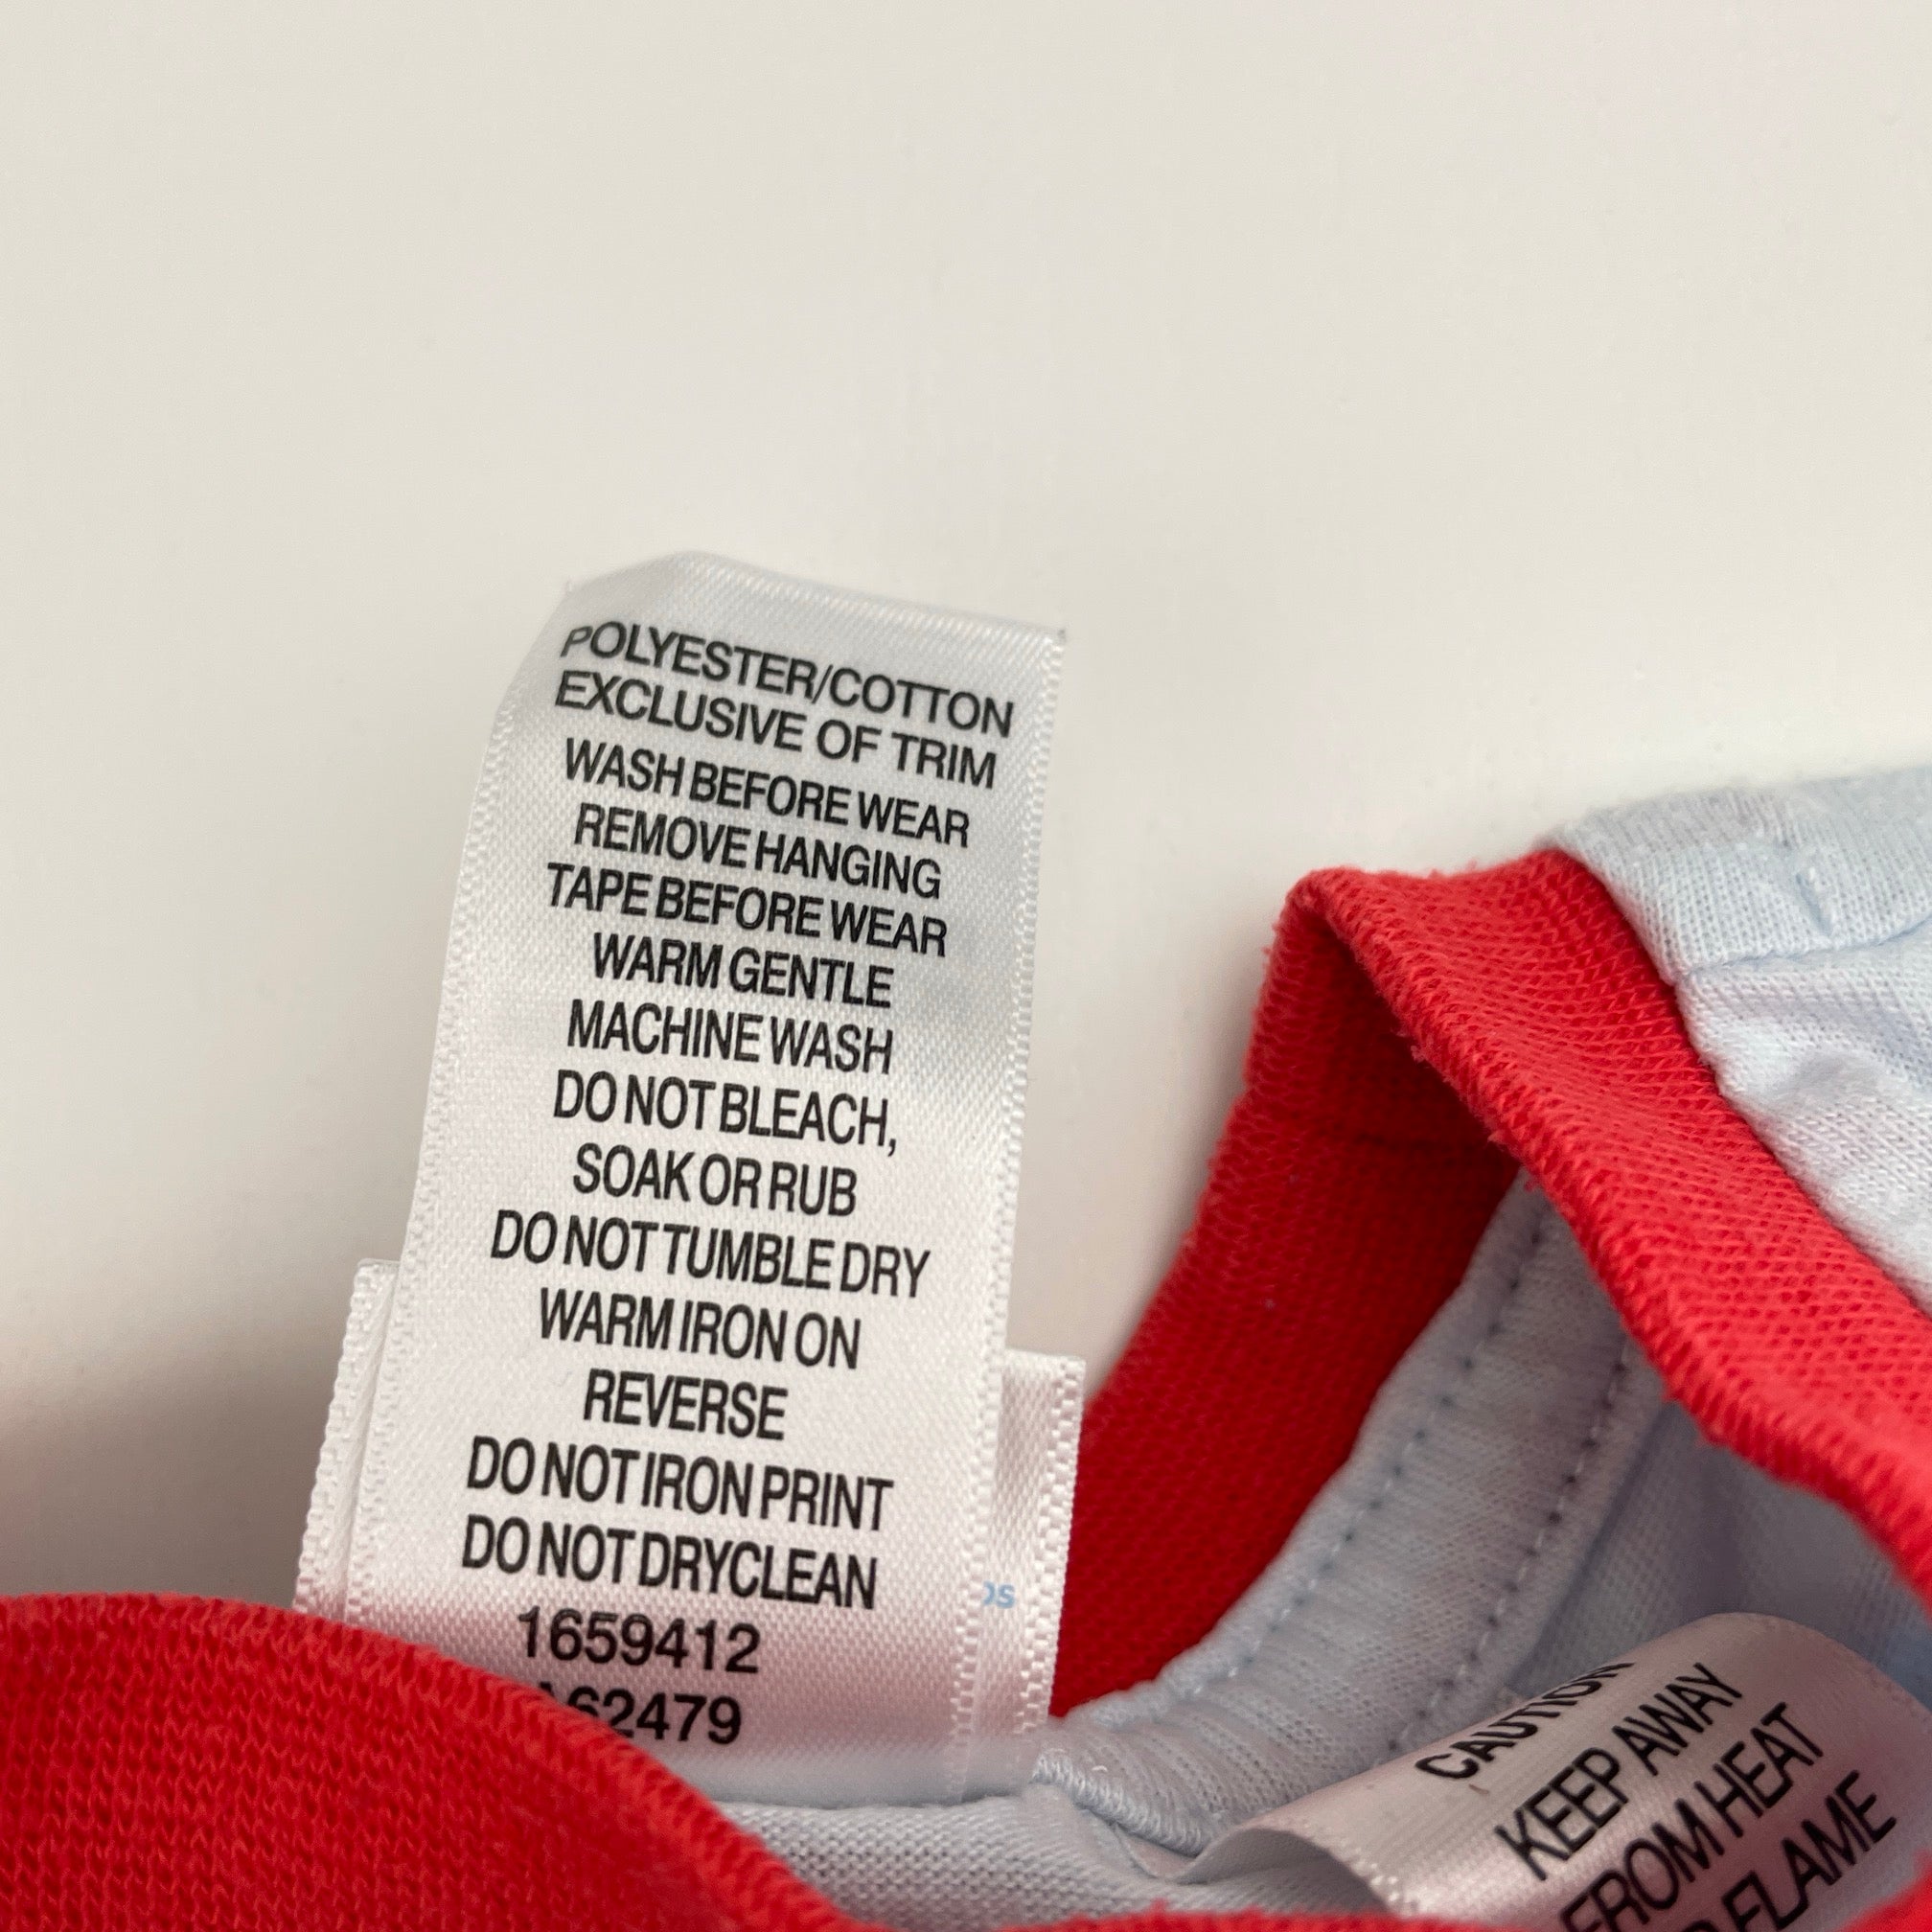 POLYESTER/COTTON
EXCLUSIVE OF TRIM
WASH BEFORE WEAR
REMOVE HANGING
TAPE BEFORE WEAR
WARM GENTLE
MACHINE WASH
DO NOT BLEACH,
SOAK OR RUB
DO NOT TUMBLE DRY
WARM IRON ON
REVERSE
DO NOT IRON PRINT
DO NOT DRYCLEAN
1659412
CAUTION
KEEP AWAY
FROM HEAT
FLAME